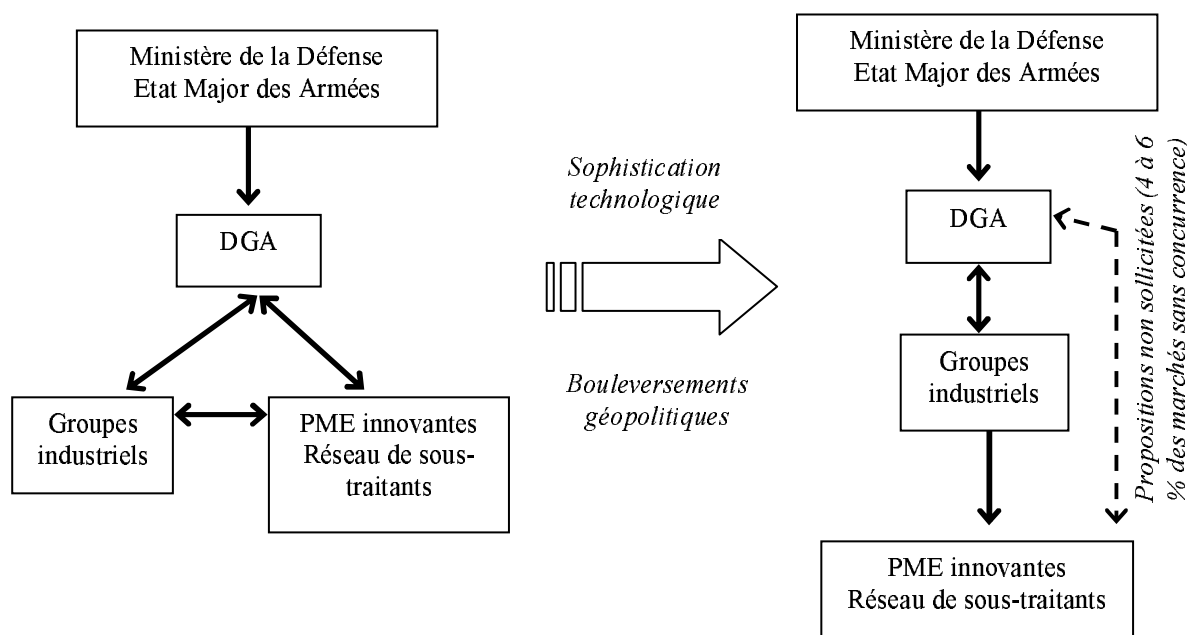 Ministère de la Défense
Etat Major des Armées
DGA
Groupes
industriels
PME innovantes
Réseau de sous-
traitants
Sophistication
technologique
Bouleversements
géopolitiques
Ministère de la Défense
Etat Major des Armées
DGA
Groupes
industriels
PME innovantes
Réseau de sous-traitants
Propositions non sollicitées (4 à 6
% des marchés sans concurrence)